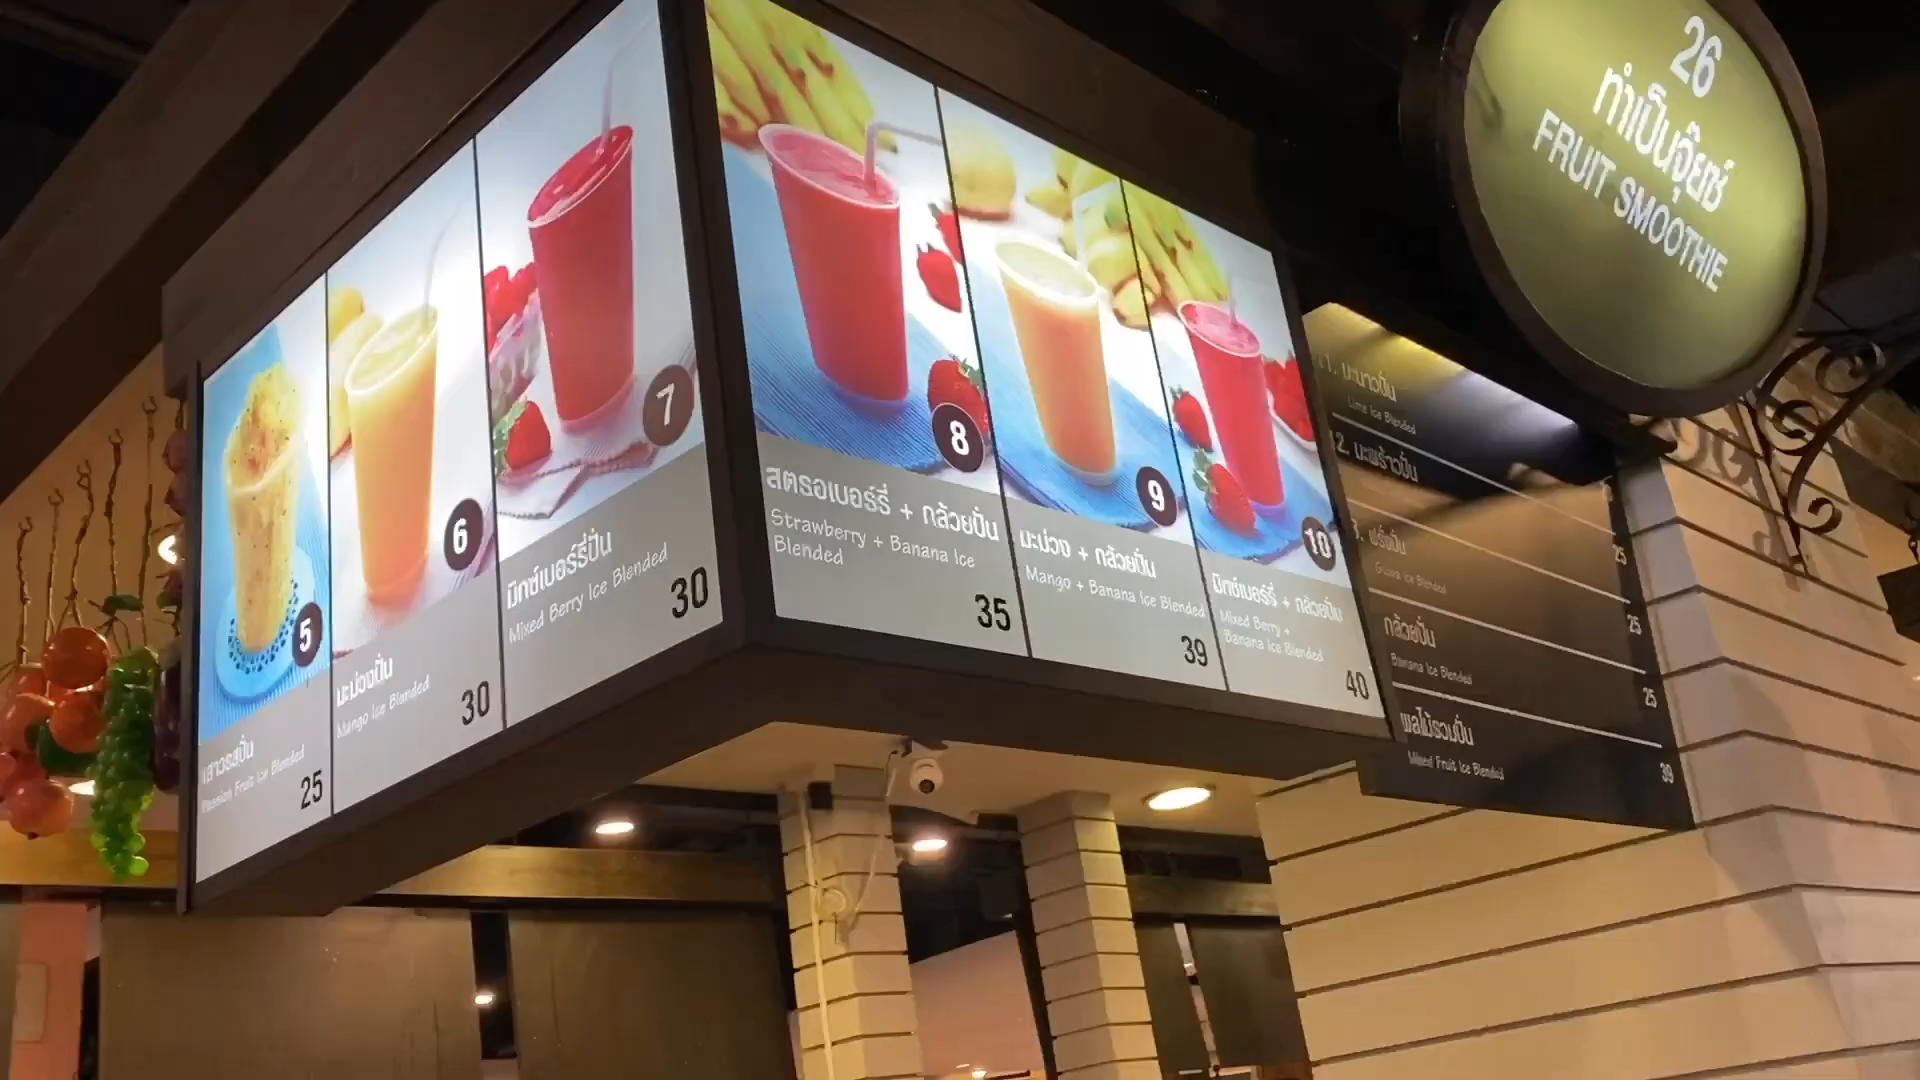 5
เสาวรสปั่น
Passion Fruit Ice Blended
25
6
มะม่วงปั่น
Mango Ice Blended
30
7
มิกซ์เบอร์รี่ปั่น
Mixed Berry Ice Blended
30
8
สตรอเบอร์รี่ + กล้วยปั่น
Strawberry + Banana Ice
Blended
35
9
มะม่วง + กล้วยปั่น
Mango + Banana Ice Blended
39
10
มิกซ์เบอร์รี่ + กล้วยปั่น
Mixed Berry +
Banana Ice Blended
40
26
ทำเป็นจุ๊ยซ์
FRUIT SMOOTHIE
มะนาวปั่น
Lime Ice Blended
มะพร้าวปั่น
ฝรั่งปั่น
25
Guava Ice Blended
25
กล้วยปั่น
Banana Ice Blended
25
ผลไม้รวมปั่น
Mixed Fruit Ice Blended
39